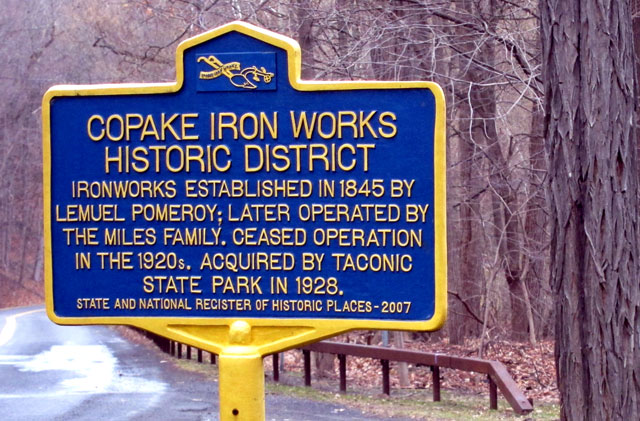 COPAKE IRON WORKS
HISTORIC DISTRICT
IRONWORKS ESTABLISHED IN 1845 BY
LEMUEL POMEROY; LATER OPERATED BY
THE MILES FAMILY. CEASED OPERATION
IN THE 1920s. ACQUIRED BY TACONIC
STATE PARK IN 1928.
STATE AND NATIONAL REGISTER OF HISTORIC PLACES - 2007